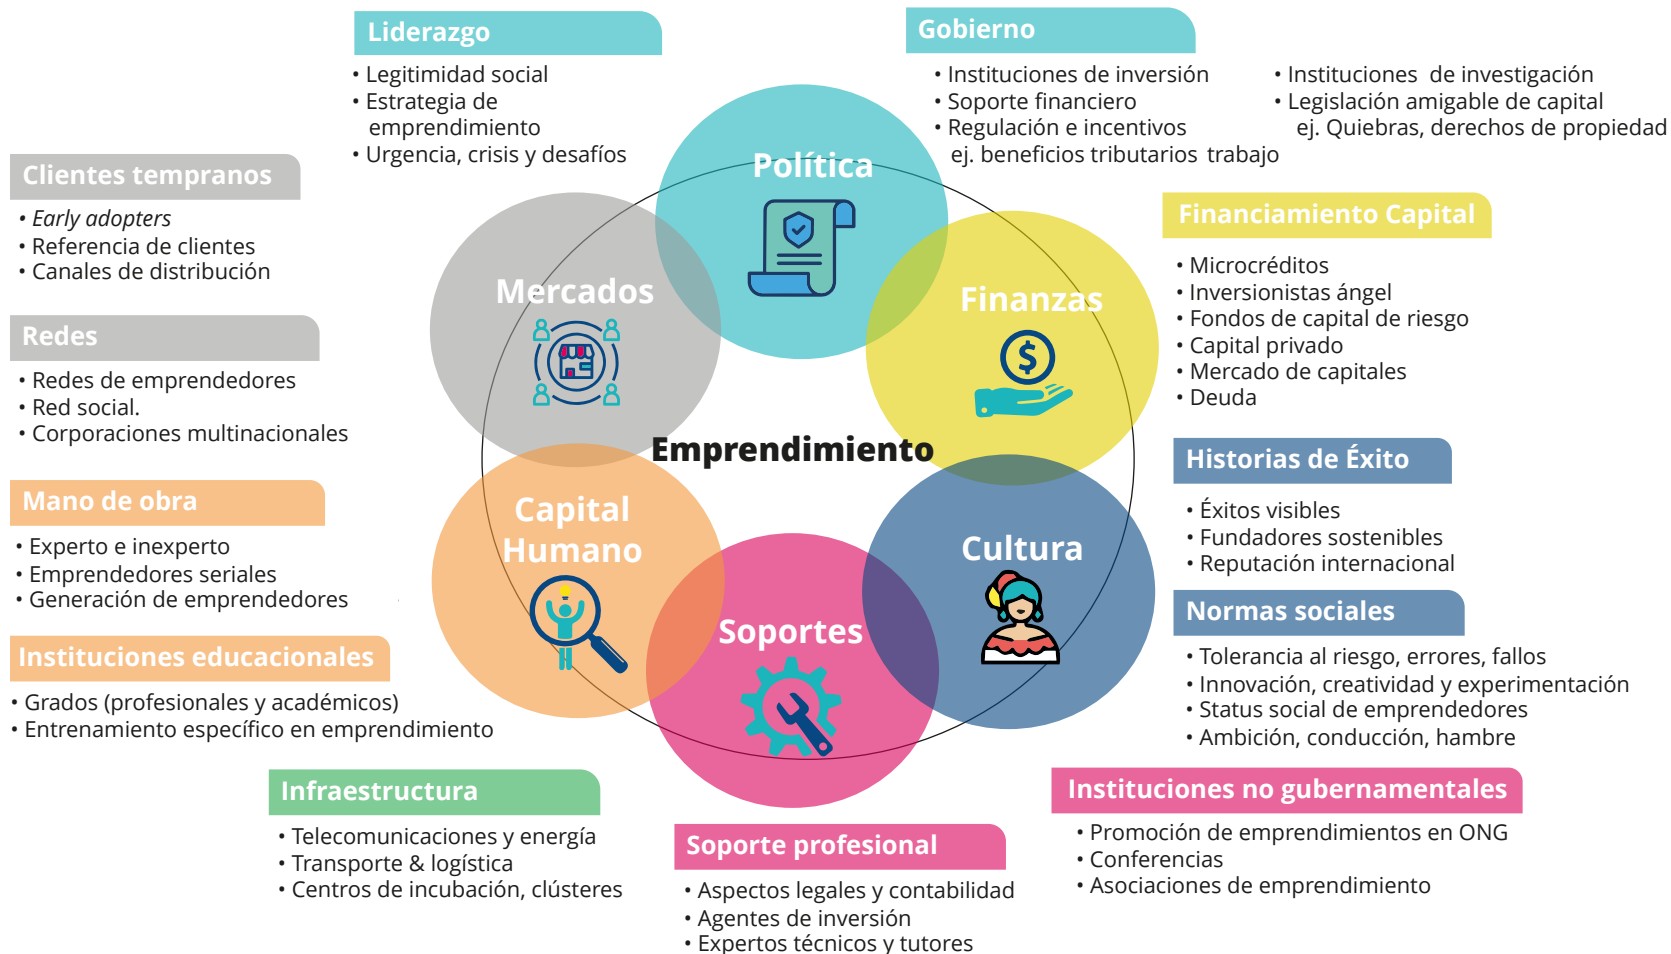 Liderazgo
• Legitimidad social
• Estrategia de
emprendimiento
• Urgencia, crisis y desafíos
Gobierno
• Instituciones de inversión
• Soporte financiero
• Regulación e incentivos
ej. beneficios tributarios trabajo
• Instituciones de investigación
• Legislación amigable de capital
ej. Quiebras, derechos de propiedad
Clientes tempranos
• Early adopters
• Referencia de clientes
• Canales de distribución
Redes
• Redes de emprendedores
• Red social.
• Corporaciones multinacionales
Mano de obra
• Experto e inexperto
• Emprendedores seriales
• Generación de emprendedores
Instituciones educacionales
• Grados (profesionales y académicos)
• Entrenamiento específico en emprendimiento
Política
Mercados
Finanzas
$
Emprendimiento
Capital
Humano
Cultura
Soportes
Financiamiento Capital
• Microcréditos
• Inversionistas ángel
• Fondos de capital de riesgo
• Capital privado
• Mercado de capitales
• Deuda
Historias de Éxito
• Éxitos visibles
• Fundadores sostenibles
• Reputación internacional
Normas sociales
• Tolerancia al riesgo, errores, fallos
• Innovación, creatividad y experimentación
• Status social de emprendedores
• Ambición, conducción, hambre
Infraestructura
• Telecomunicaciones y energía
• Transporte & logística
• Centros de incubación, clústeres
Soporte profesional
• Aspectos legales y contabilidad
• Agentes de inversión
• Expertos técnicos y tutores
Instituciones no gubernamentales
• Promoción de emprendimientos en ONG
• Conferencias
• Asociaciones de emprendimiento